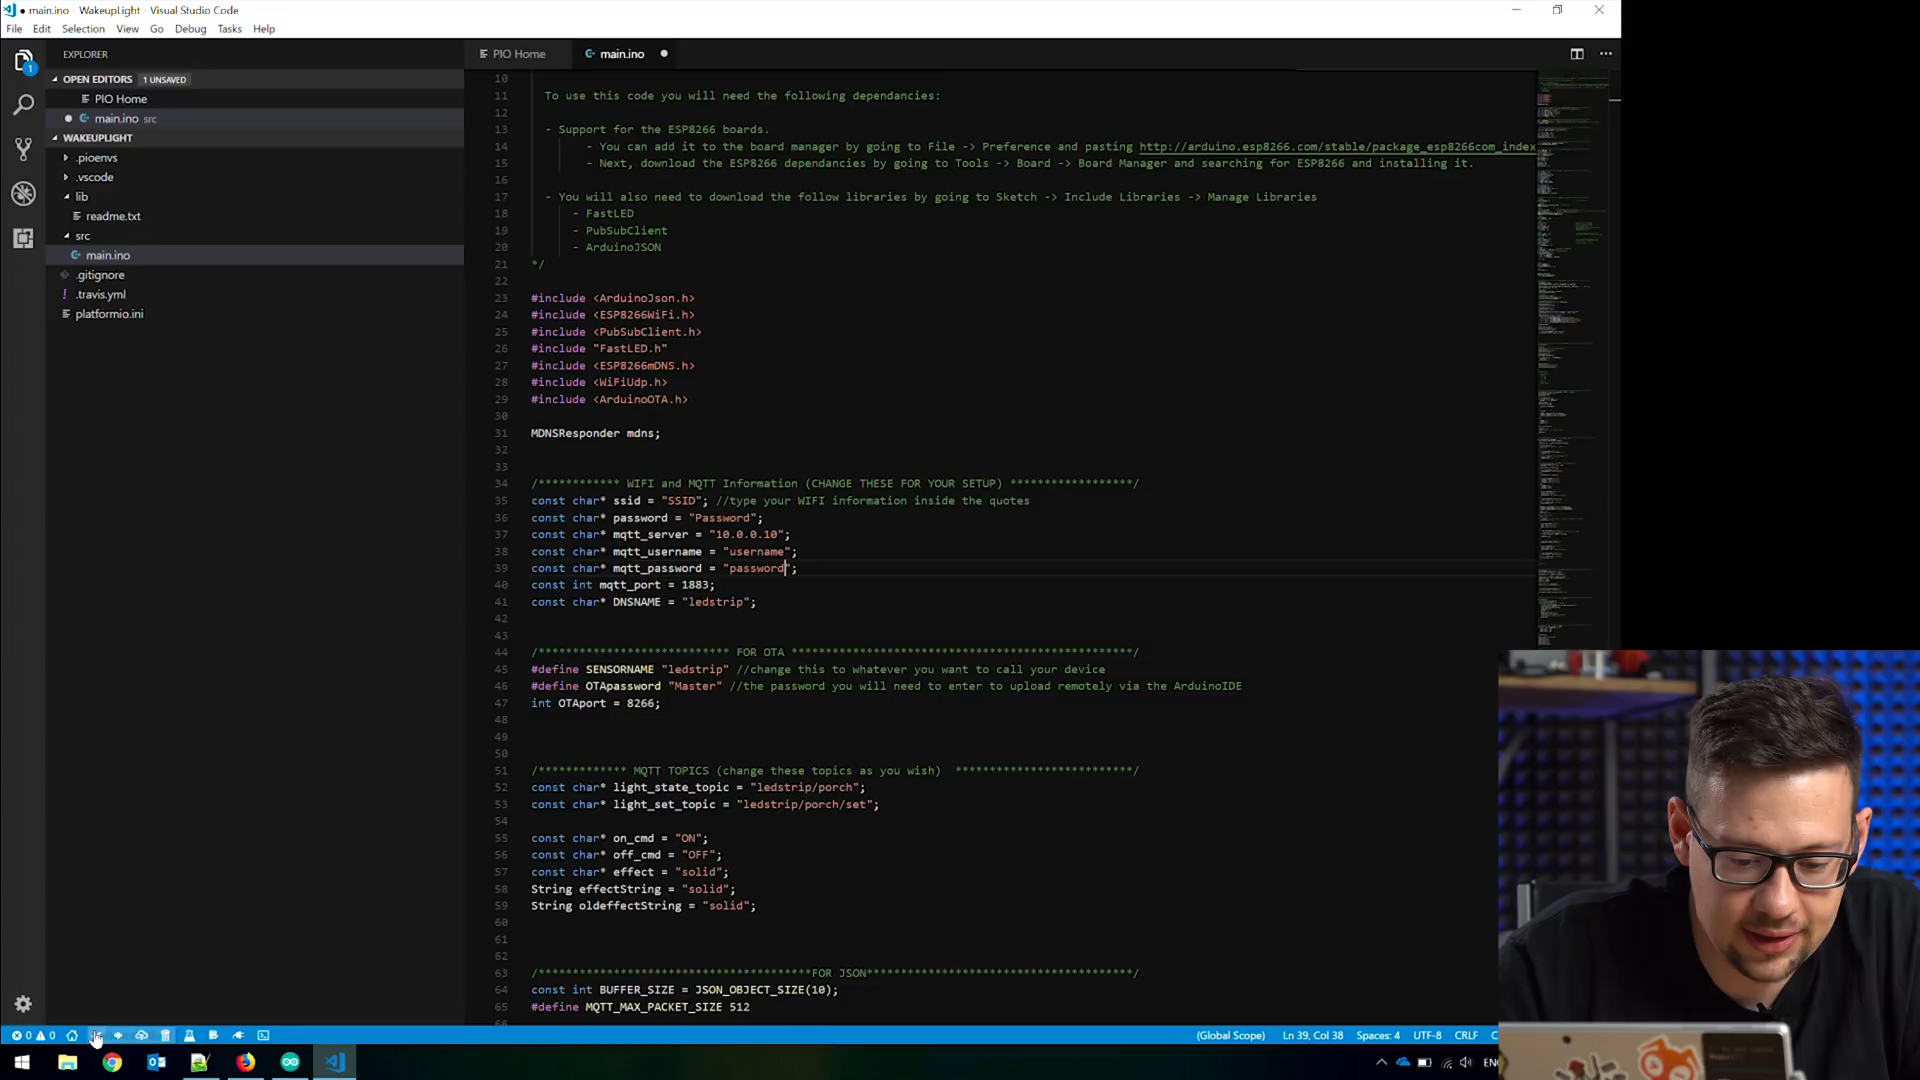 main.ino - WakeupLight - Visual Studio Code
File Edit Selection View Go Debug Tasks Help
EXPLORER
OPEN EDITORS 1 UNSAVED
PIO Home
main.ino src
WAKEUPLIGHT
.pioenvs
.vscode
lib
readme.txt
src
main.ino
.gitignore
.travis.yml
platformio.ini
1
PIO Home main.ino
10
11 To use this code you will need the following dependancies:
12
13 - Support for the ESP8266 boards.
14 - You can add it to the board manager by going to File -> Preference and pasting http://arduino.esp8266.com/stable/package_esp8266com_index
15 - Next, download the ESP8266 dependancies by going to Tools -> Board -> Board Manager and searching for ESP8266 and installing it.
16
17 - You will also need to download the follow libraries by going to Sketch -> Include Libraries -> Manage Libraries
18 - FastLED
19 - PubSubClient
20 - ArduinoJSON
21 */
22
23 #include <ArduinoJson.h>
24 #include <ESP8266WiFi.h>
25 #include <PubSubClient.h>
26 #include "FastLED.h"
27 #include <ESP8266mDNS.h>
28 #include <WiFiUdp.h>
29 #include <ArduinoOTA.h>
30
31 MDNSResponder mdns;
32
33
34 /************ WIFI and MQTT Information (CHANGE THESE FOR YOUR SETUP) ******************/
35 const char* ssid = "SSID"; //type your WIFI information inside the quotes
36 const char* password = "Password";
37 const char* mqtt_server = "10.0.0.10";
38 const char* mqtt_username = "username";
39 const char* mqtt_password = "password";
40 const int mqtt_port = 1883;
41 const char* DNSNAME = "ledstrip";
42
43
44 /**************************** FOR OTA **************************************************/
45 #define SENSORNAME "ledstrip" //change this to whatever you want to call your device
46 #define OTApassword "Master" //the password you will need to enter to upload remotely via the ArduinoIDE
47 int OTAport = 8266;
48
49
50
51 /************* MQTT TOPICS (change these topics as you wish)  **************************/
52 const char* light_state_topic = "ledstrip/porch";
53 const char* light_set_topic = "ledstrip/porch/set";
54
55 const char* on_cmd = "ON";
56 const char* off_cmd = "OFF";
57 const char* effect = "solid";
58 String effectString = "solid";
59 String oldeffectString = "solid";
60
61
62
63 /****************************************FOR JSON***************************************/
64 const int BUFFER_SIZE = JSON_OBJECT_SIZE(10);
65 #define MQTT_MAX_PACKET_SIZE 512
0 0 (Global Scope) Ln 39, Col 38 Spaces: 4 UTF-8 CRLF